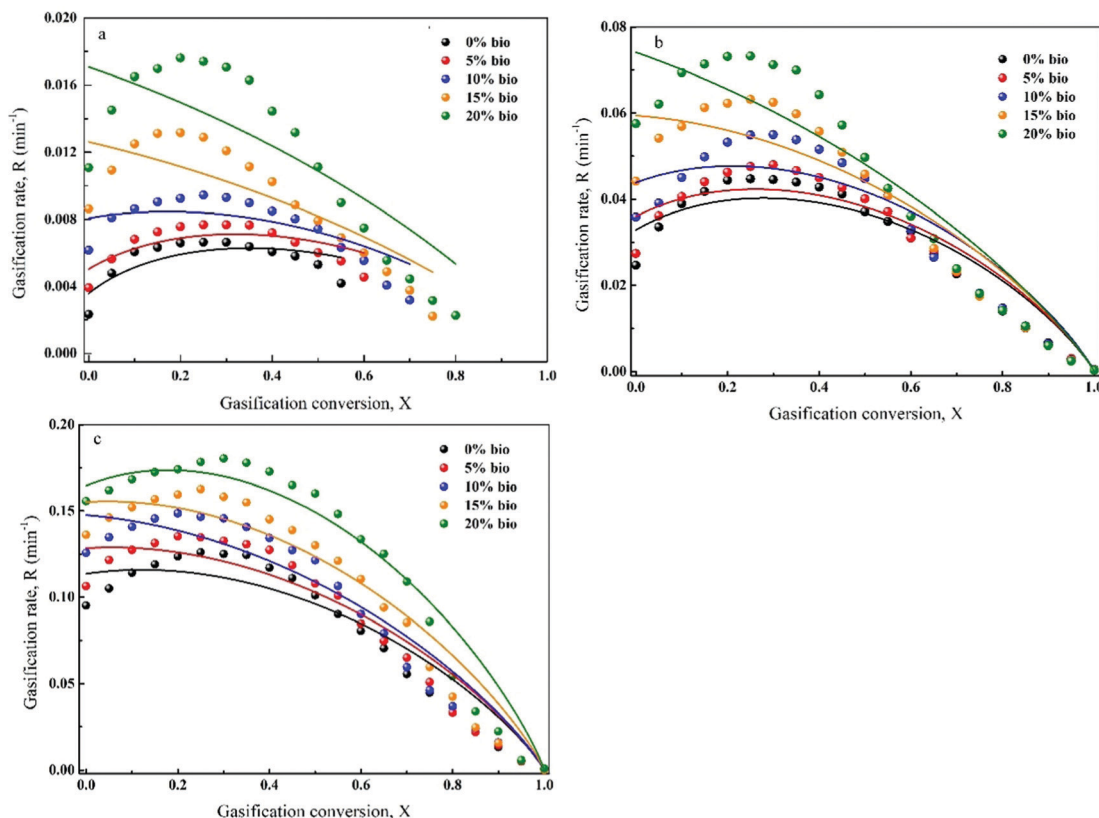 a
0% bio
5% bio
10% bio
15% bio
20% bio
0.020
0.016
0.012
0.008
0.004
0.000
Gasification rate, R (min⁻¹)
0.0 0.2 0.4 0.6 0.8 1.0
Gasification conversion, X
b
0% bio
5% bio
10% bio
15% bio
20% bio
0.08
0.06
0.04
0.02
0.00
Gasification rate, R (min⁻¹)
0.0 0.2 0.4 0.6 0.8 1.0
Gasification conversion, X
c
0% bio
5% bio
10% bio
15% bio
20% bio
0.20
0.15
0.10
0.05
0.00
Gasification rate, R (min⁻¹)
0.0 0.2 0.4 0.6 0.8 1.0
Gasification conversion, X